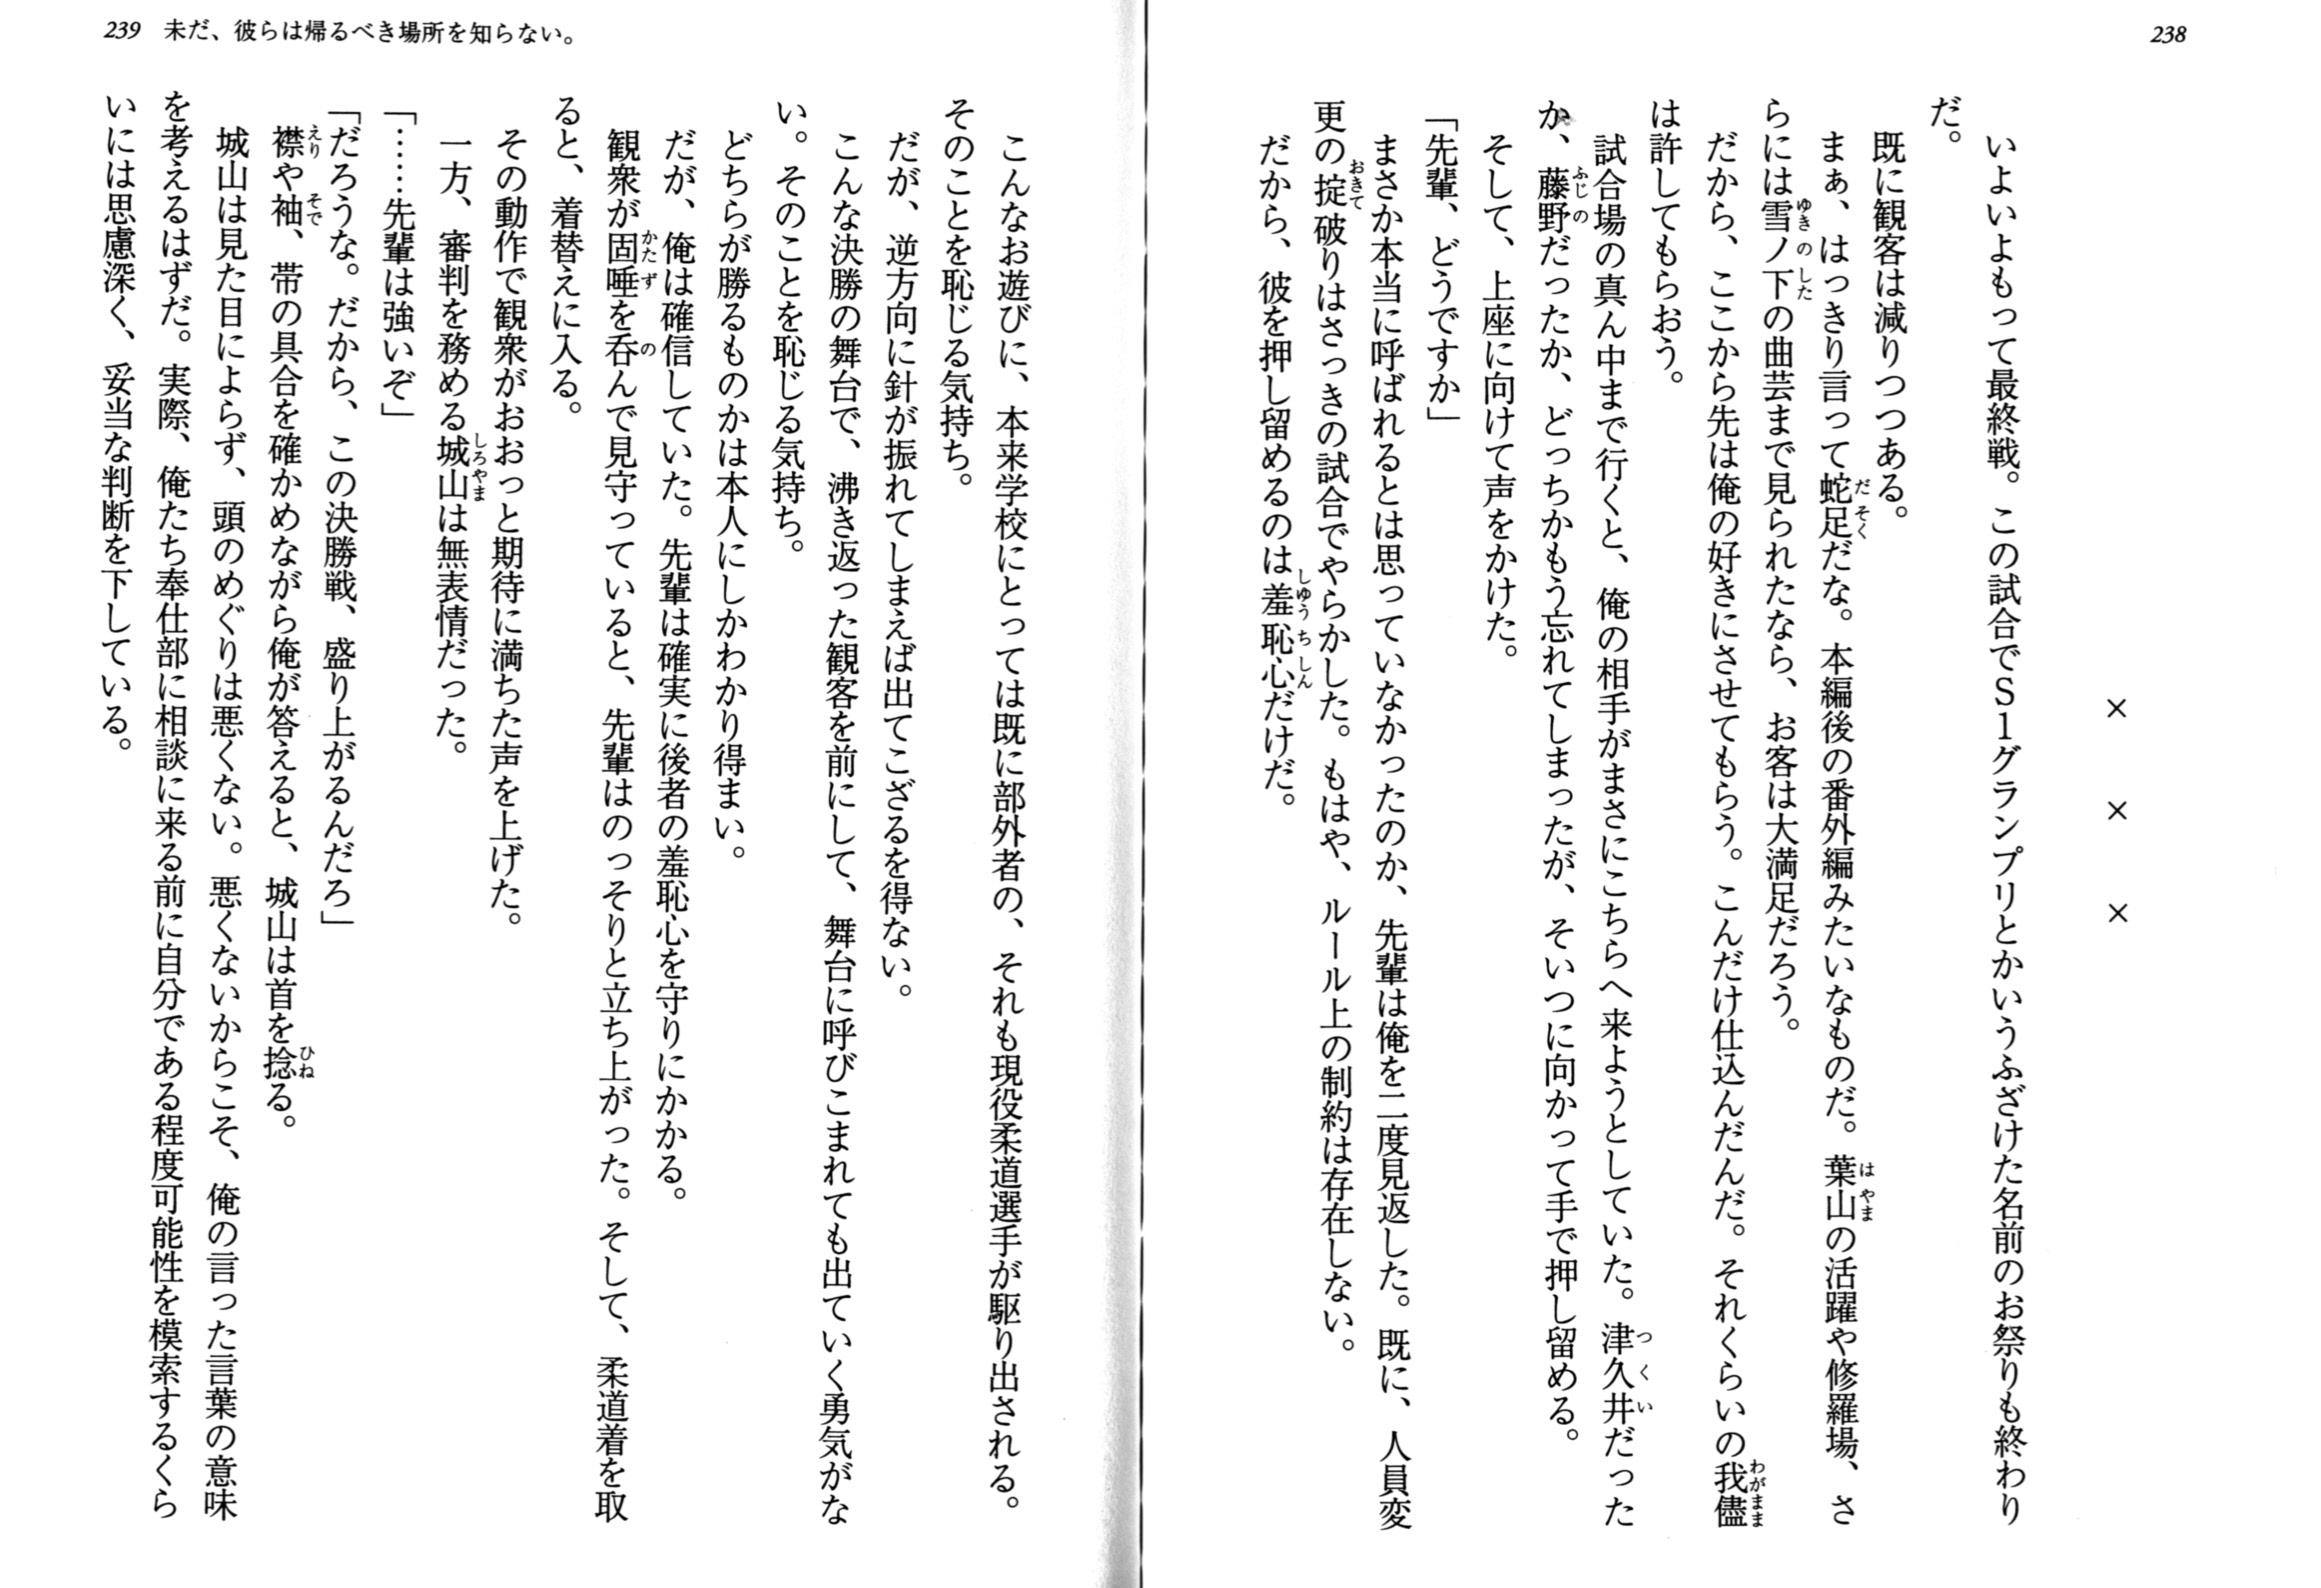 238
×　×　×
いよいよもって最終戦。この試合でS1グランプリとかいうふざけた名前のお祭りも終わり
だ。
既に観客は減りつつある。
まぁ、はっきり言って蛇足だな。本編後の番外編みたいなものだ。葉山の活躍や修羅場、さ
らには雪ノ下の曲芸まで見られたなら、お客は大満足だろう。
だから、ここから先は俺の好きにさせてもらう。こんだけ仕込んだんだ。それくらいの我儘
は許してもらおう。
試合場の真ん中まで行くと、俺の相手がまさにこちらへ来ようとしていた。津久井だった
か、藤野だったか、どっちかもう忘れてしまったが、そいつに向かって手で押し留める。
そして、上座に向けて声をかけた。
「先輩、どうですか」
まさか本当に呼ばれるとは思っていなかったのか、先輩は俺を二度見返した。既に、人員変
更の掟破りはさっきの試合でやらかした。もはや、ルール上の制約は存在しない。
だから、彼を押し留めるのは羞恥心だけだ。
239 未だ、彼らは帰るべき場所を知らない。
こんなお遊びに、本来学校にとっては既に部外者の、それも現役柔道選手が駆り出される。
そのことを恥じる気持ち。
だが、逆方向に針が振れてしまえば出てこざるを得ない。
こんな決勝の舞台で、沸き返った観客を前にして、舞台に呼びこまれても出ていく勇気がな
い。そのことを恥じる気持ち。
どちらが勝るものかは本人にしかわかり得まい。
だが、俺は確信していた。先輩は確実に後者の羞恥心を守りにかかる。
観衆が固唾を呑んで見守っていると、先輩はのっそりと立ち上がった。そして、柔道着を取
ると、着替えに入る。
その動作で観衆がおおっと期待に満ちた声を上げた。
一方、審判を務める城山は無表情だった。
「……先輩は強いぞ」
「だろうな。だから、この決勝戦、盛り上がるんだろ」
襟や袖、帯の具合を確かめながら俺が答えると、城山は首を捻る。
城山は見た目によらず、頭のめぐりは悪くない。悪くないからこそ、俺の言った言葉の意味
を考えるはずだ。実際、俺たち奉仕部に相談に来る前に自分である程度可能性を模索するくら
いには思慮深く、妥当な判断を下している。